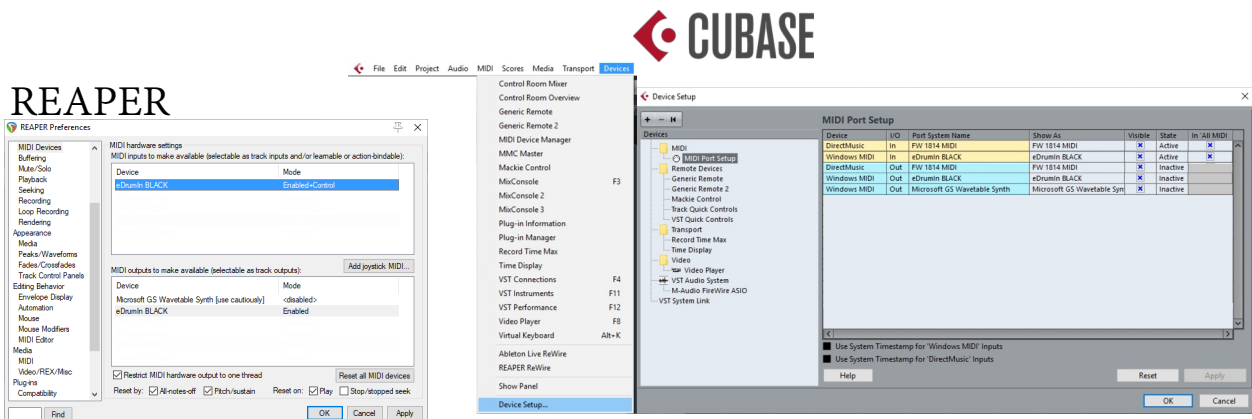 CUBASE
REAPER
REAPER Preferences
MIDI Devices
Buffering
Mute/Solo
Playback
Seeking
Recording
Loop Recording
Rendering
Appearance
Media
Peaks/Waveforms
Fades/Crossfades
Track Control Panels
Editing Behavior
Envelope Display
Automation
Mouse
Mouse Modifiers
MIDI Editor
Media
MIDI
Video/REX/Misc
Plug-ins
Compatibility
Find
MIDI hardware settings
MIDI inputs to make available (selectable as track inputs and/or learnable or action-bindable):
Device Mode
eDrumIn BLACK Enabled+Control
Add joystick MIDI...
MIDI outputs to make available (selectable as track outputs):
Device Mode
Microsoft GS Wavetable Synth [use cautiously] <disabled>
eDrumIn BLACK Enabled
Restrict MIDI hardware output to one thread Reset all MIDI devices
Reset by: All-notes-off Pitch/sustain Reset on: Play Stop/stopped seek
OK Cancel Apply
File Edit Project Audio MIDI Scores Media Transport Devices
Control Room Mixer
Control Room Overview
Generic Remote
Generic Remote 2
MIDI Device Manager
MMC Master
Mackie Control
MixConsole F3
MixConsole 2
MixConsole 3
Plug-in Information
Plug-in Manager
Record Time Max
Time Display
VST Connections F4
VST Instruments F11
VST Performance F12
Video Player F8
Virtual Keyboard Alt+K
Ableton Live ReWire
REAPER ReWire
Show Panel
Device Setup...
Device Setup
Devices
MIDI
MIDI Port Setup
Remote Devices
Generic Remote
Generic Remote 2
Mackie Control
Track Quick Controls
VST Quick Controls
Transport
Record Time Max
Time Display
Video
Video Player
VST Audio System
M-Audio FireWire ASIO
VST System Link
MIDI Port Setup
Device I/O Port System Name Show As Visible State In 'All MIDI
DirectMusic In FW 1814 MIDI FW 1814 MIDI Active
Windows MIDI In eDrumIn BLACK eDrumIn BLACK Active
DirectMusic Out FW 1814 MIDI FW 1814 MIDI Inactive
Windows MIDI Out eDrumIn BLACK eDrumIn BLACK Inactive
Windows MIDI Out Microsoft GS Wavetable Synth Microsoft GS Wavetable Syn Inactive
Use System Timestamp for 'Windows MIDI' Inputs
Use System Timestamp for 'DirectMusic' Inputs
Help Reset Apply
OK Cancel